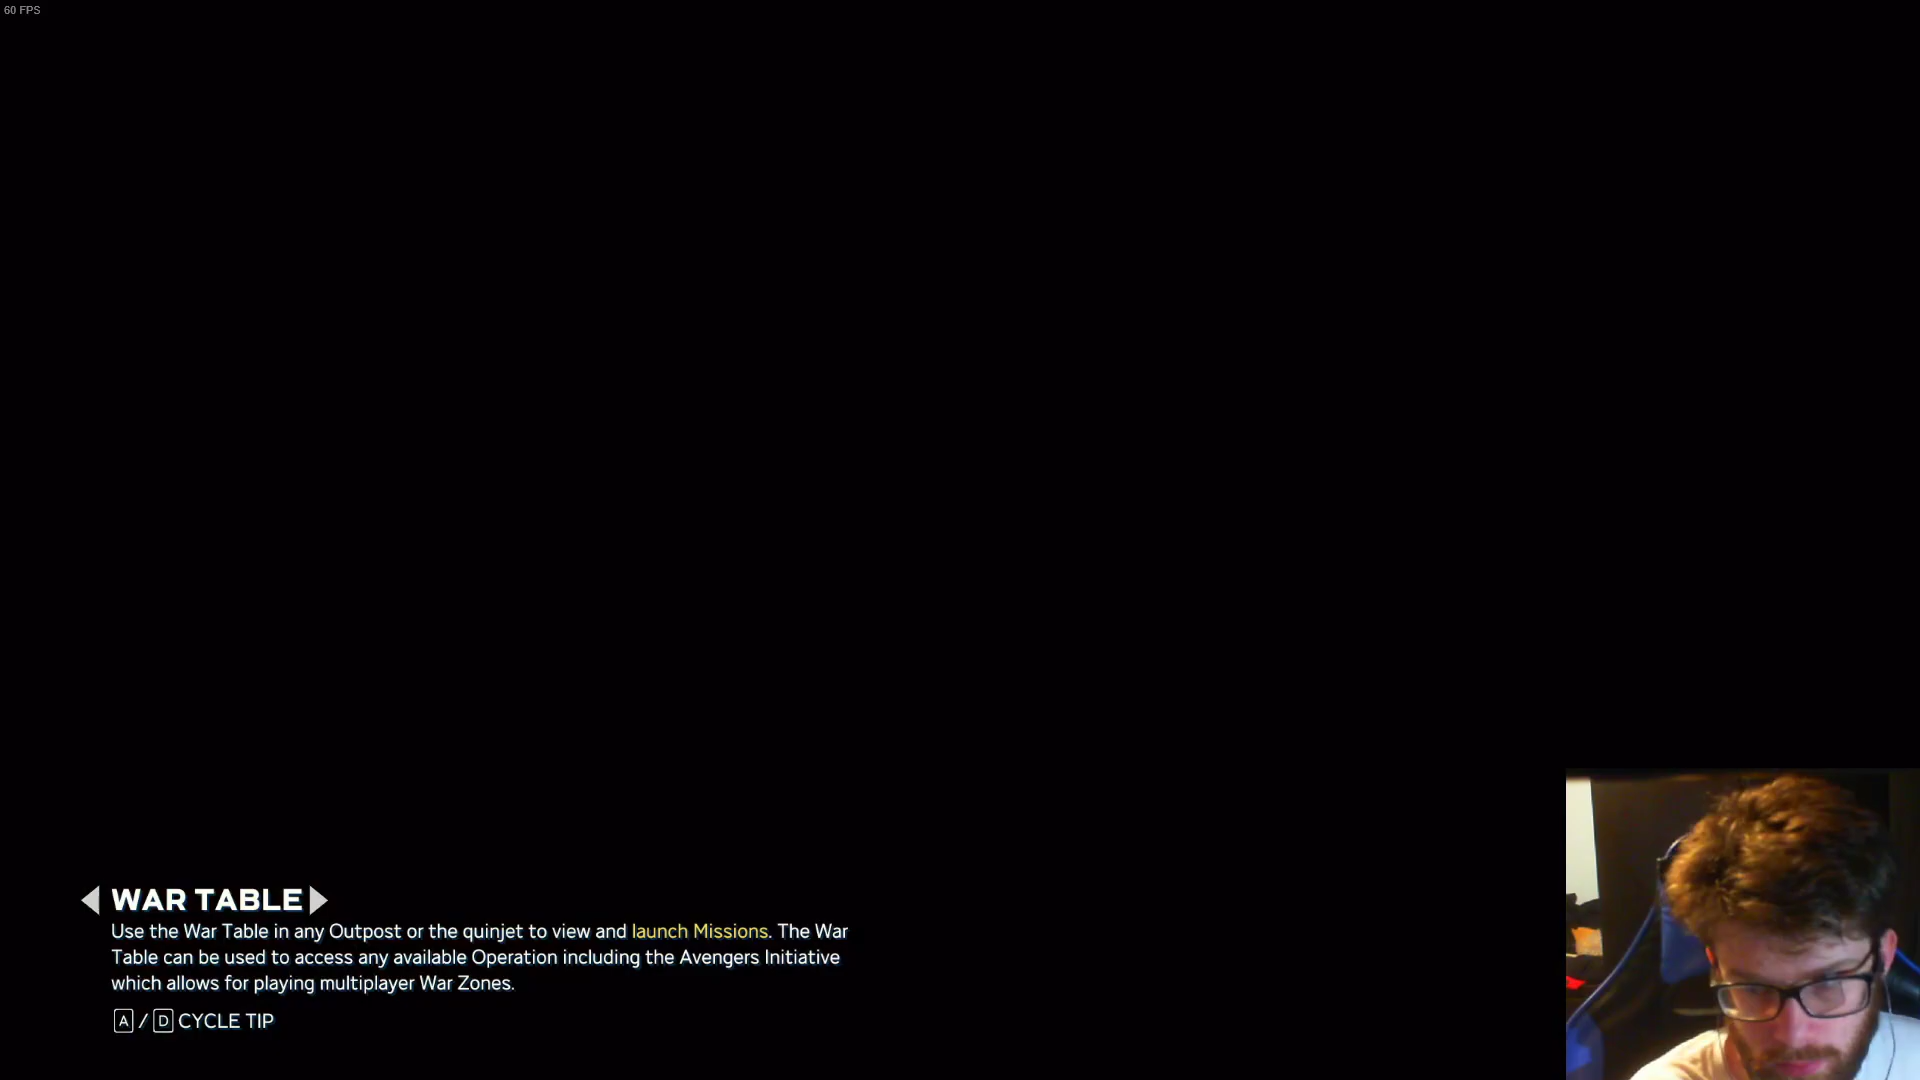 60 FPS
WAR TABLE
Use the War Table in any Outpost or the quinjet to view and launch Missions. The War
Table can be used to access any available Operation including the Avengers Initiative
which allows for playing multiplayer War Zones.
A / D CYCLE TIP